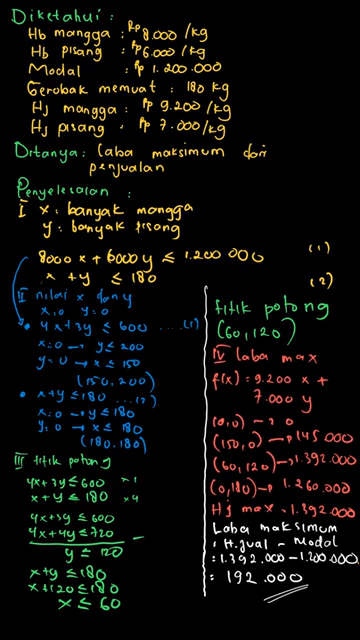 Diketahui :
Hb mangga : Rp 8.000 /kg
Hb pisang : Rp 6.000 /kg
Modal : Rp 1.200.000
Gerobak memuat : 180 kg
Hj mangga : Rp 9.200/kg
Hj pisang : Rp 7.000/kg
Ditanya : Laba maksimum dari
penjualan
Penyelesaian :
I x : banyak mangga
y : banyak pisang
8000 x + 6000 y ≤ 1.200 000 (1)
x + y ≤ 180 (2)
II nilai x dan y
x=0 y=0
• 4x + 3y ≤ 600 ...(1)
x=0 → y ≤ 200
y=0 → x ≤ 150
(150,200)
• x+y ≤ 180 ...(2)
x=0 → y ≤ 180
y=0 → x ≤ 180
(180.180)
III titik potong
4x+3y ≤ 600 x 1
x+y ≤ 180 x 4
4x+3y ≤ 600
4x+4y ≤ 720 -
y ≤ 120
x+y ≤ 180
x+120 ≤ 180
x ≤ 60
titik potong
(60,120)
IV laba max
f(x) = 9.200 x +
7.000 y
(0,0) → 0
(60,120) → 1.392.000
(0,180) → 1.260.000
Hj max = 1.392.000
Laba maksimum
= H.jual - Modal
= 1.392.000 - 1.200.000
= 192.000